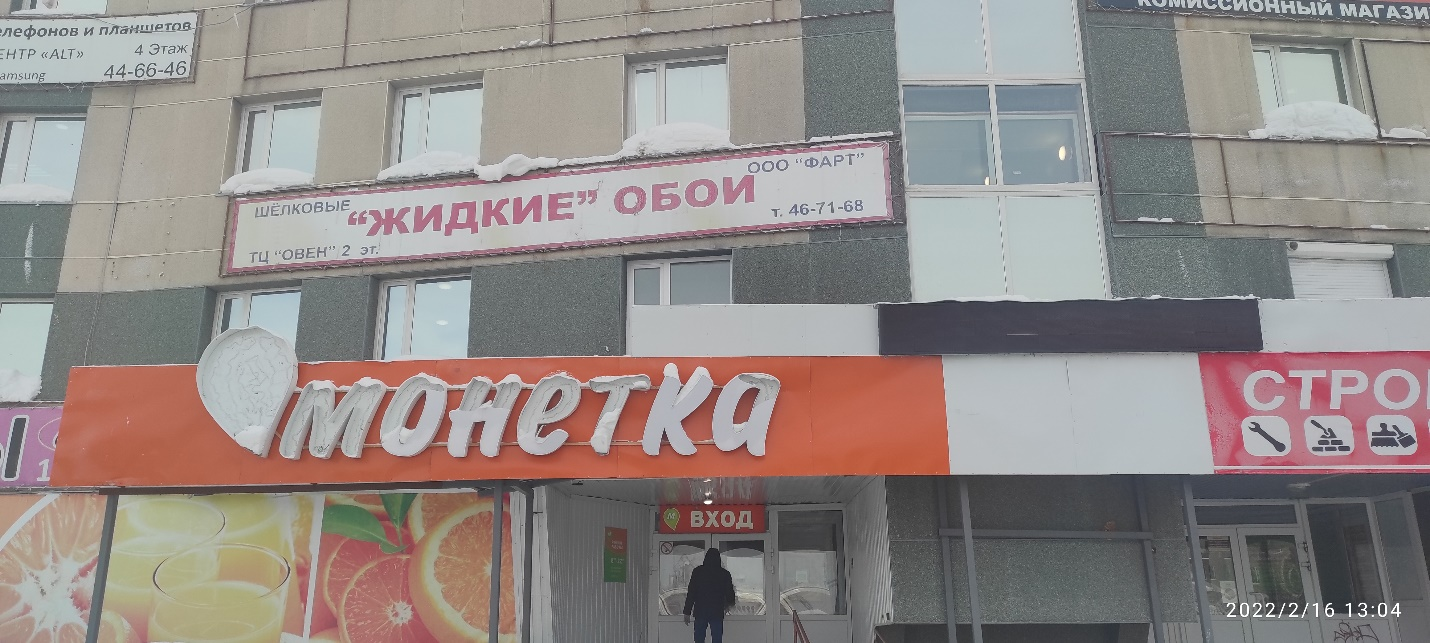 елефонов и планшетов
ЕНТР «ALT»
4 Этаж
amsung
44-66-46
КОМИССИОННЫЙ МАГАЗИ
ШЁЛКОВЫЕ
ООО "ФАРТ"
"ЖИДКИЕ" ОБОИ
ТЦ "ОВЕН" 2 эт.
т. 46-71-68
монетка
СТРО
ВХОД
2022/2/16 13:04